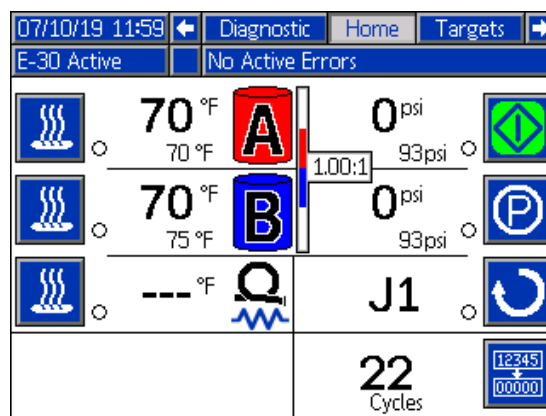 07/10/19 11:59 Diagnostic Home Targets
E-30 Active No Active Errors
70 °F A 0 psi
70 °F 93psi
1.00:1
70 °F B 0 psi
75 °F 93psi
--- °F J1
22
Cycles
12345
00000
P